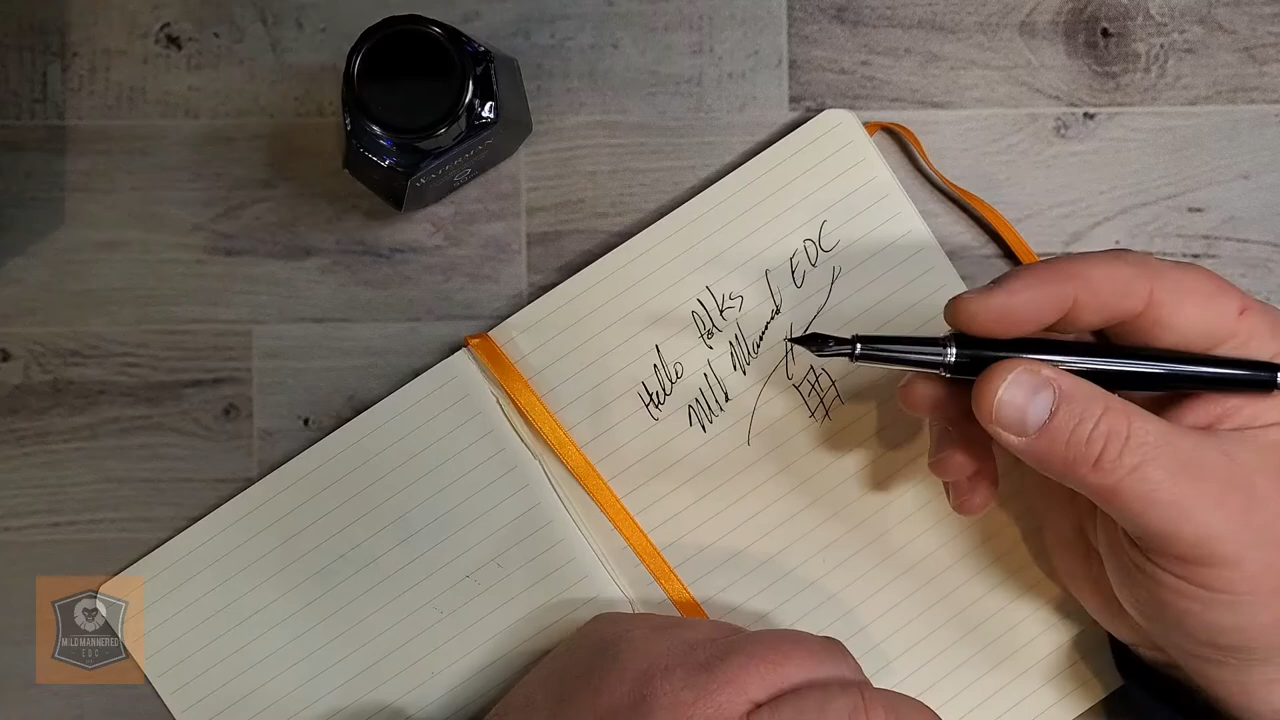 WATERMAN
Hello folks
Mild Mannered EDC
MILD MANNERED
EDC